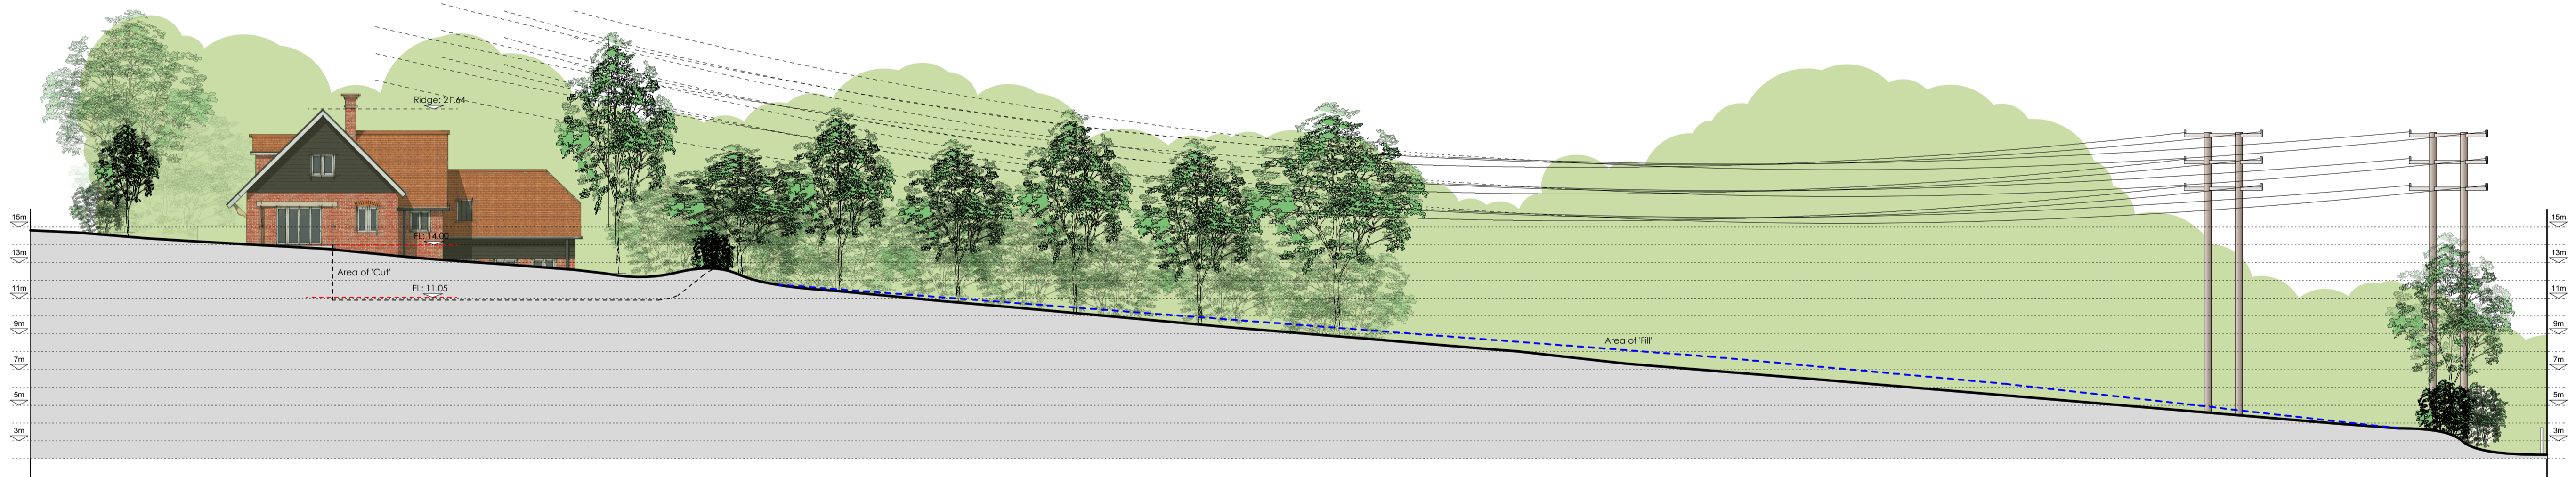 Ridge: 21.64
15m
15m
FL: 14.00
13m
13m
Area of 'Cut'
FL: 11.05
11m
11m
9m
9m
Area of 'Fill'
7m
7m
5m
5m
3m
3m